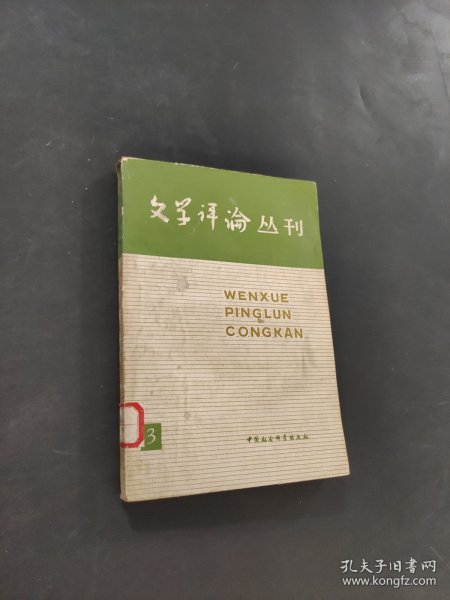 文学评论丛刊
WENXUE
PINGLUN
CONGKAN
3
中国社会科学出版社
孔夫子旧书网
www.kongfz.com